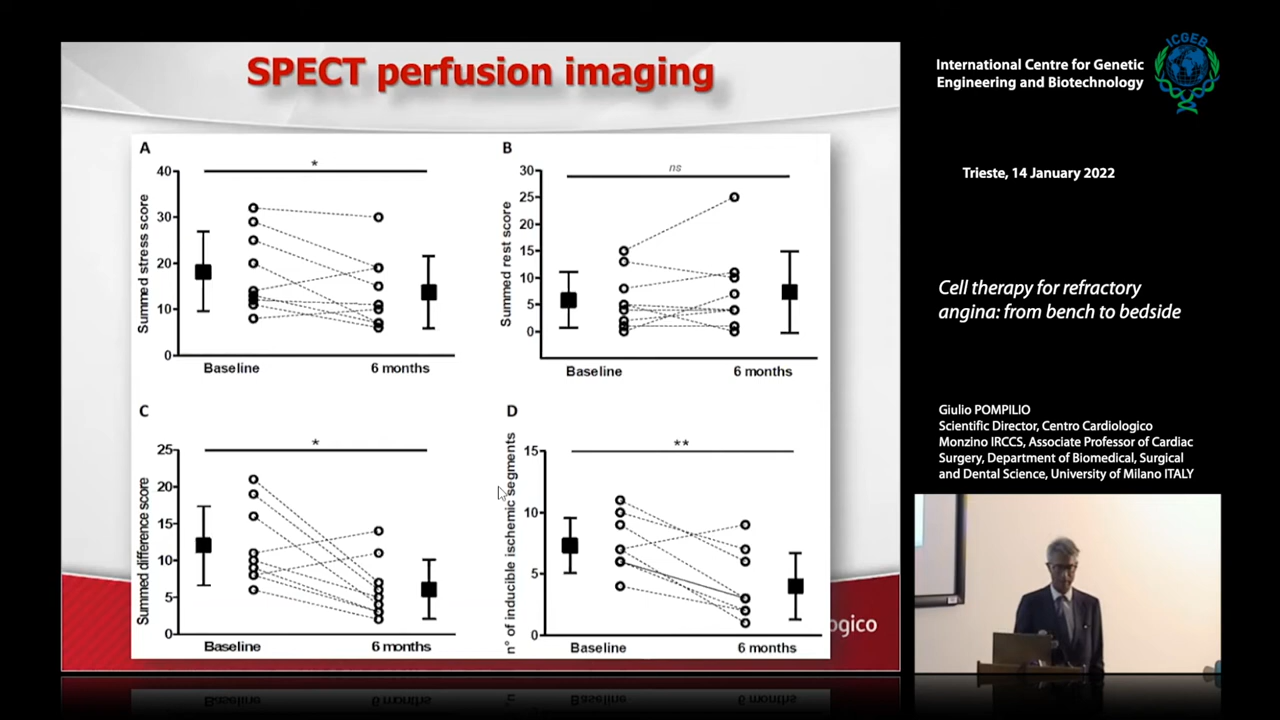 SPECT perfusion imaging
A
*
40
30
20
10
0
Summed stress score
Baseline
6 months
B
ns
30
25
20
15
10
5
0
Summed rest score
Baseline
6 months
C
*
25
20
15
10
5
0
Summed difference score
Baseline
6 months
D
**
15
10
5
0
n° of inducible ischemic segments
Baseline
6 months
ogico
International Centre for Genetic
Engineering and Biotechnology
ICGEB
Trieste, 14 January 2022
Cell therapy for refractory
angina: from bench to bedside
Giulio POMPILIO
Scientific Director, Centro Cardiologico
Monzino IRCCS, Associate Professor of Cardiac
Surgery, Department of Biomedical, Surgical
and Dental Science, University of Milano ITALY